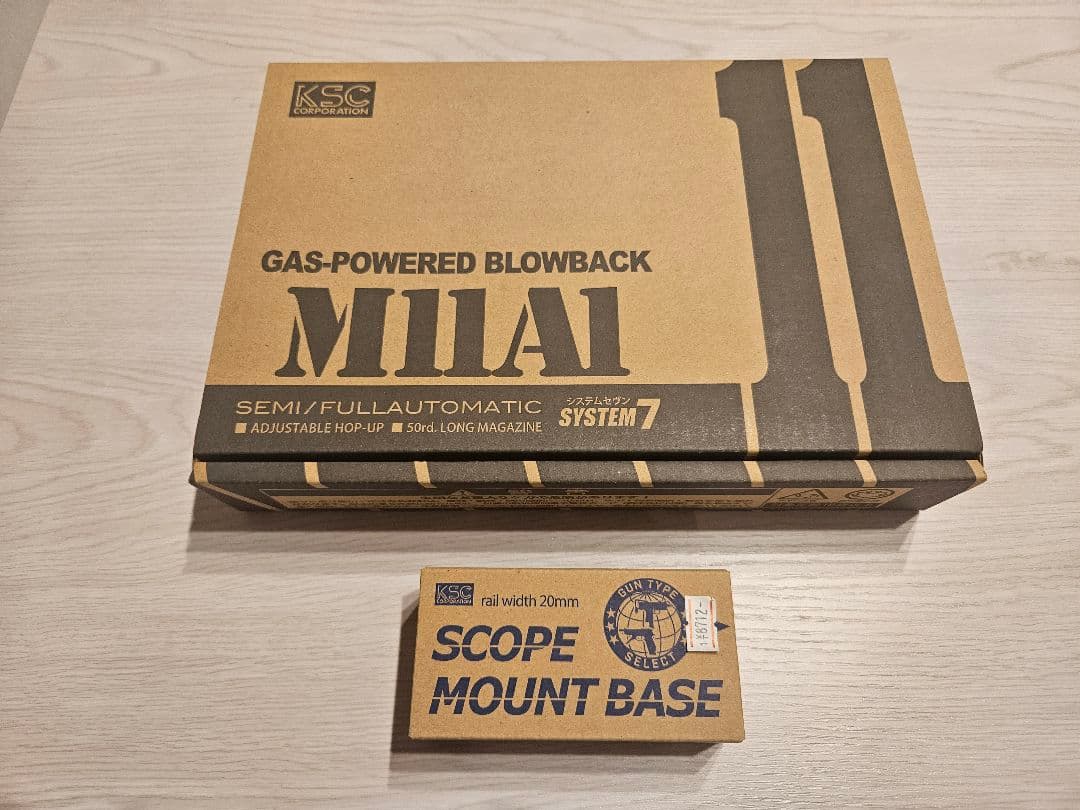 KSC
CORPORATION
11
GAS-POWERED BLOWBACK
M11A1
SEMI/FULLAUTOMATIC
■ ADJUSTABLE HOP-UP ■ 50rd. LONG MAGAZINE
システムセヴン
SYSTEM7
KSC
CORPORATION
rail width 20mm
GUN TYPE
SELECT
SCOPE
MOUNT BASE